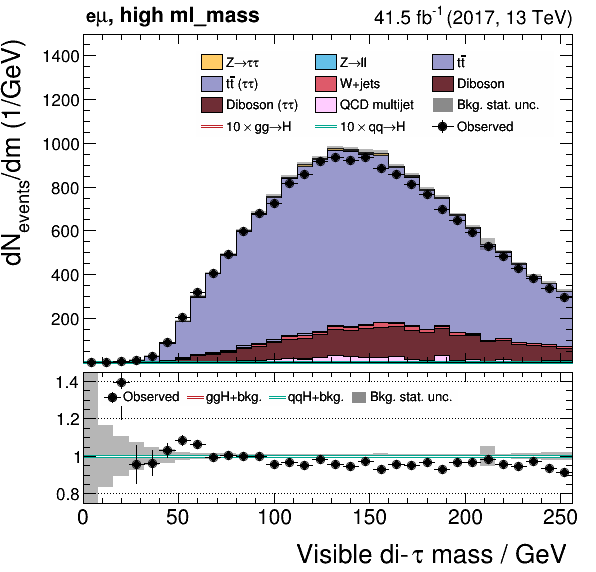 eμ, high ml_mass 41.5 fb⁻¹ (2017, 13 TeV)
dN_events/dm (1/GeV)
1400
1200
1000
800
600
400
200
Z→ττ Z→ll tt̄
tt̄ (ττ) W+jets Diboson
Diboson (ττ) QCD multijet Bkg. stat. unc.
10 × gg→H 10 × qq→H Observed
1.4
1.2
1
0.8
Observed ggH+bkg. qqH+bkg. Bkg. stat. unc.
0 50 100 150 200 250
Visible di-τ mass / GeV